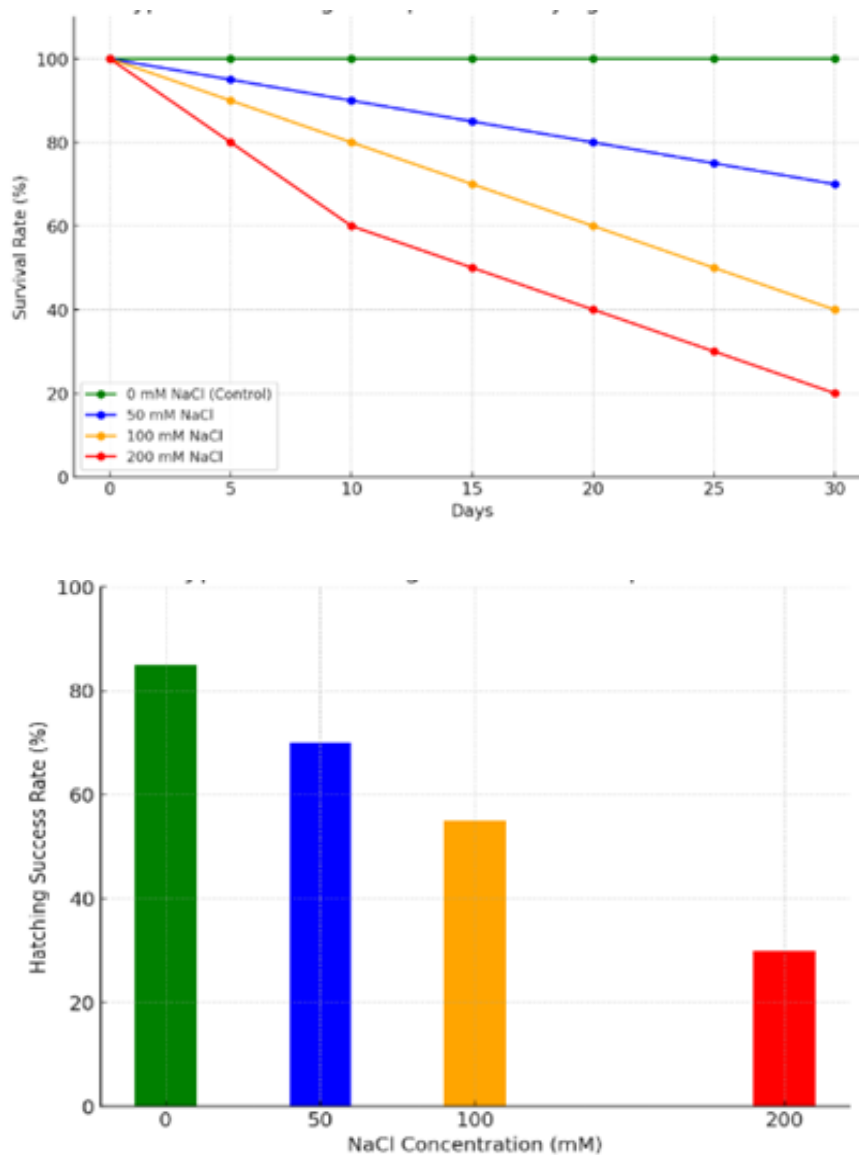 100
80
60
40
20
0
Survival Rate (%)
0 mM NaCl (Control)
50 mM NaCl
100 mM NaCl
200 mM NaCl
0 5 10 15 20 25 30
Days
100
80
60
40
20
0
Hatching Success Rate (%)
0 50 100 200
NaCl Concentration (mM)